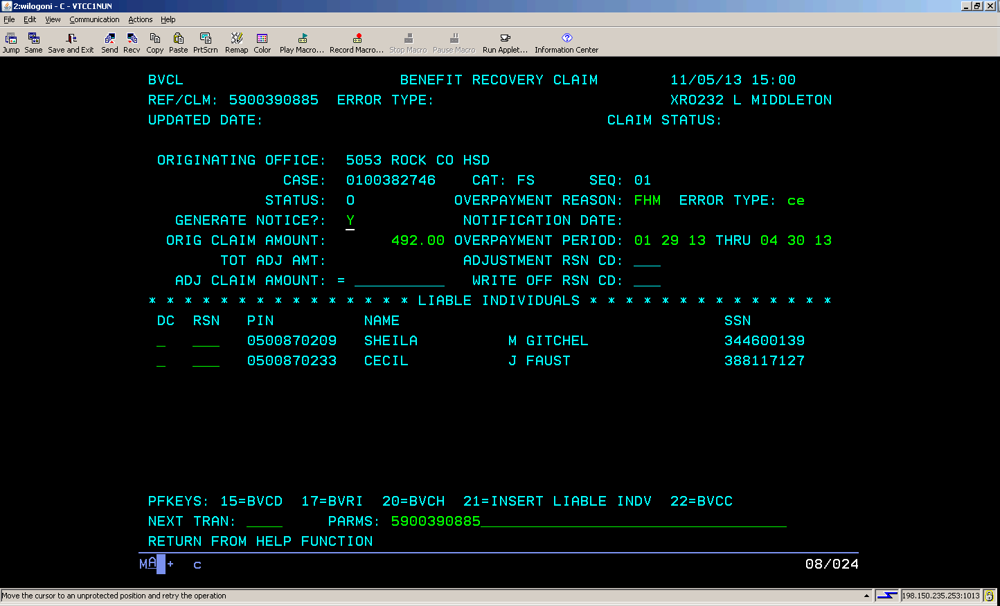 2:wilogoni - C - VTCC1NUN
File Edit View Communication Actions Help
Jump Same Save and Exit Send Recv Copy Paste PrtScrn Remap Color Play Macro... Record Macro... Stop Macro Pause Macro Run Applet... Information Center
BVCL BENEFIT RECOVERY CLAIM 11/05/13 15:00
REF/CLM: 5900390885 ERROR TYPE: XRO232 L MIDDLETON
UPDATED DATE: CLAIM STATUS:
ORIGINATING OFFICE: 5053 ROCK CO HSD
CASE: 0100382746 CAT: FS SEQ: 01
STATUS: O OVERPAYMENT REASON: FHM ERROR TYPE: ce
GENERATE NOTICE?: Y NOTIFICATION DATE:
ORIG CLAIM AMOUNT: 492.00 OVERPAYMENT PERIOD: 01 29 13 THRU 04 30 13
TOT ADJ AMT: ADJUSTMENT RSN CD: ___
ADJ CLAIM AMOUNT: = __________ WRITE OFF RSN CD: ___
* * * * * * * * * * * * * * * LIABLE INDIVIDUALS * * * * * * * * * * * * * *
DC RSN PIN NAME SSN
_ ___ 0500870209 SHEILA M GITCHEL 344600139
_ ___ 0500870233 CECIL J FAUST 388117127
PFKEYS: 15=BVCD 17=BVRI 20=BVCH 21=INSERT LIABLE INDV 22=BVCC
NEXT TRAN: ____ PARMS: 5900390885__________________________________
RETURN FROM HELP FUNCTION
MA + c 08/024
Move the cursor to an unprotected position and retry the operation 198.150.235.253:1013